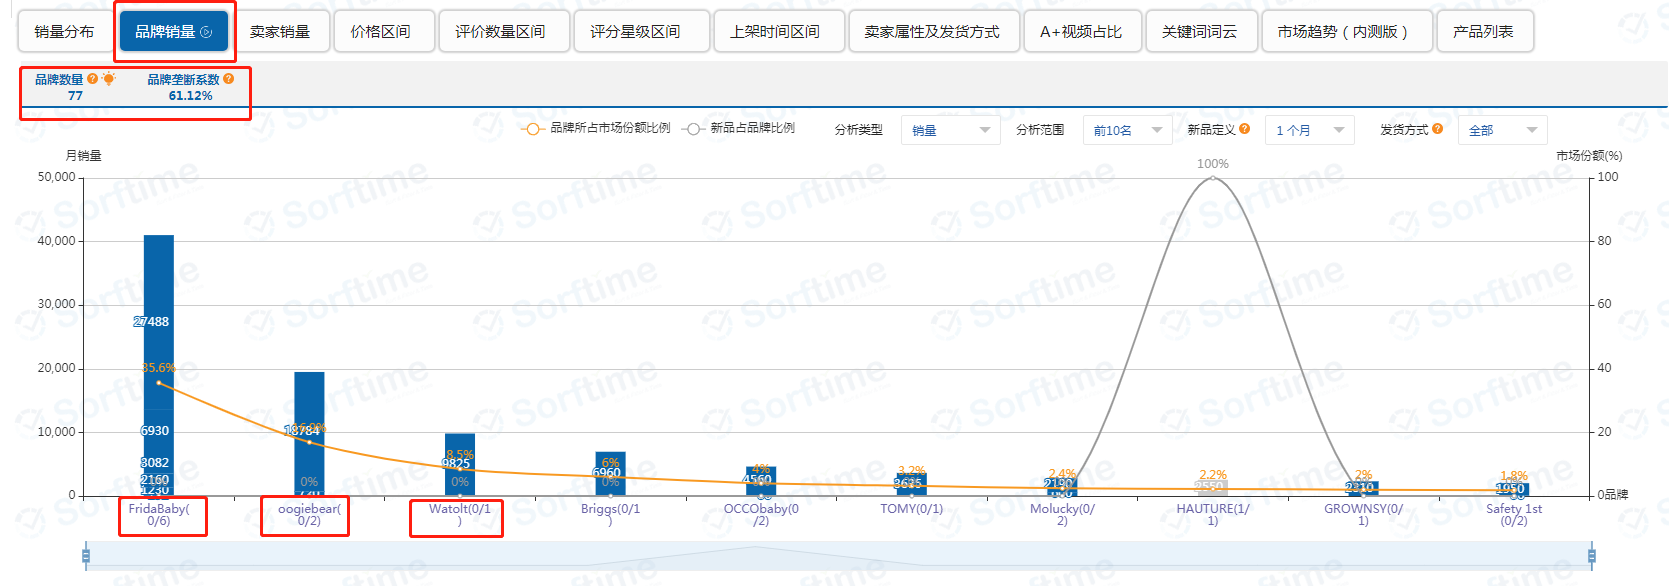 销量分布 品牌销量 卖家销量 价格区间 评价数量区间 评分星级区间 上架时间区间 卖家属性及发货方式 A+视频占比 关键词词云 市场趋势（内测版） 产品列表
品牌数量 品牌垄断系数
77 61.12%
品牌所占市场份额比例 新品占品牌比例 分析类型 销量 分析范围 前10名 新品定义 1 个月 发货方式 全部
月销量 市场份额(%)
100%
50,000 100
40,000 80
30,000 60
20,000 40
10,000 20
0 0 品牌
27488
35.6%
6930
3082
2160
1230
18784
0%
8.5%
9825
0%
6%
6960
0%
4%
4560
3.2%
3635
2.4%
2190
2.2%
2550
2%
2310
1.8%
1950
FridaBaby(0/6)
oogiebear(0/2)
Watolt(0/1)
Briggs(0/1)
OCCObaby(0/2)
TOMY(0/1)
Molucky(0/2)
HAUTURE(1/1)
GROWNSY(0/1)
Safety 1st(0/2)
Sorftime